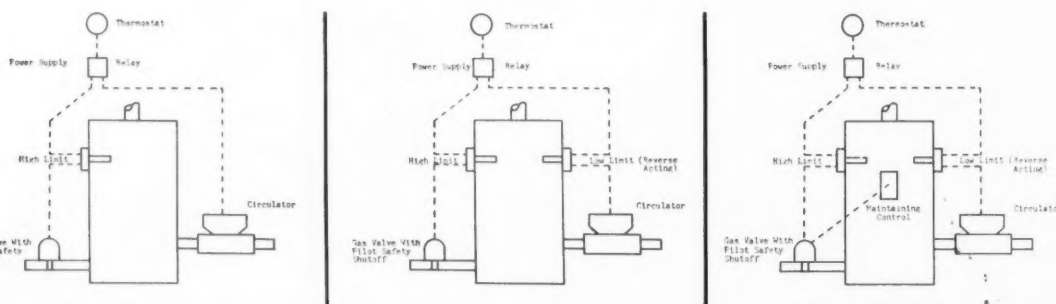 Thermostat
Power Supply
Relay
High Limit
Circulator
Gas Valve With
Safety
Thermostat
Power Supply
Relay
High Limit
Low Limit (Reverse
Acting)
Circulator
Gas Valve With
Pilot Safety
Shutoff
Thermostat
Power Supply
Relay
High Limit
Low Limit (Reverse
Acting)
Maintaining
Control
Circulator
Gas Valve With
Pilot Safety
Shutoff